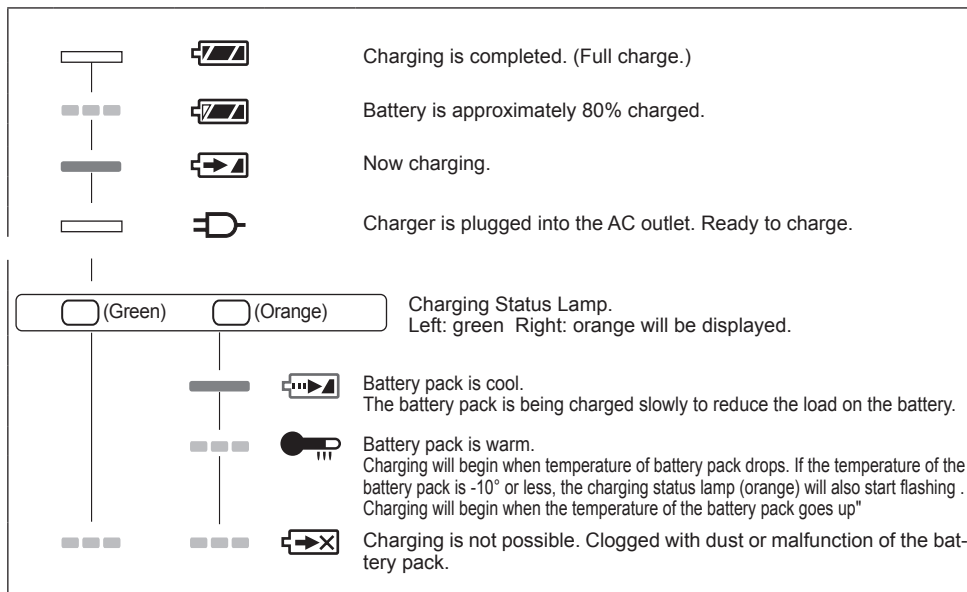 Charging is completed. (Full charge.)
Battery is approximately 80% charged.
Now charging.
Charger is plugged into the AC outlet. Ready to charge.
(Green) (Orange)
Charging Status Lamp.
Left: green Right: orange will be displayed.
Battery pack is cool.
The battery pack is being charged slowly to reduce the load on the battery.
Battery pack is warm.
Charging will begin when temperature of battery pack drops. If the temperature of the
battery pack is -10° or less, the charging status lamp (orange) will also start flashing .
Charging will begin when the temperature of the battery pack goes up"
Charging is not possible. Clogged with dust or malfunction of the bat-
tery pack.